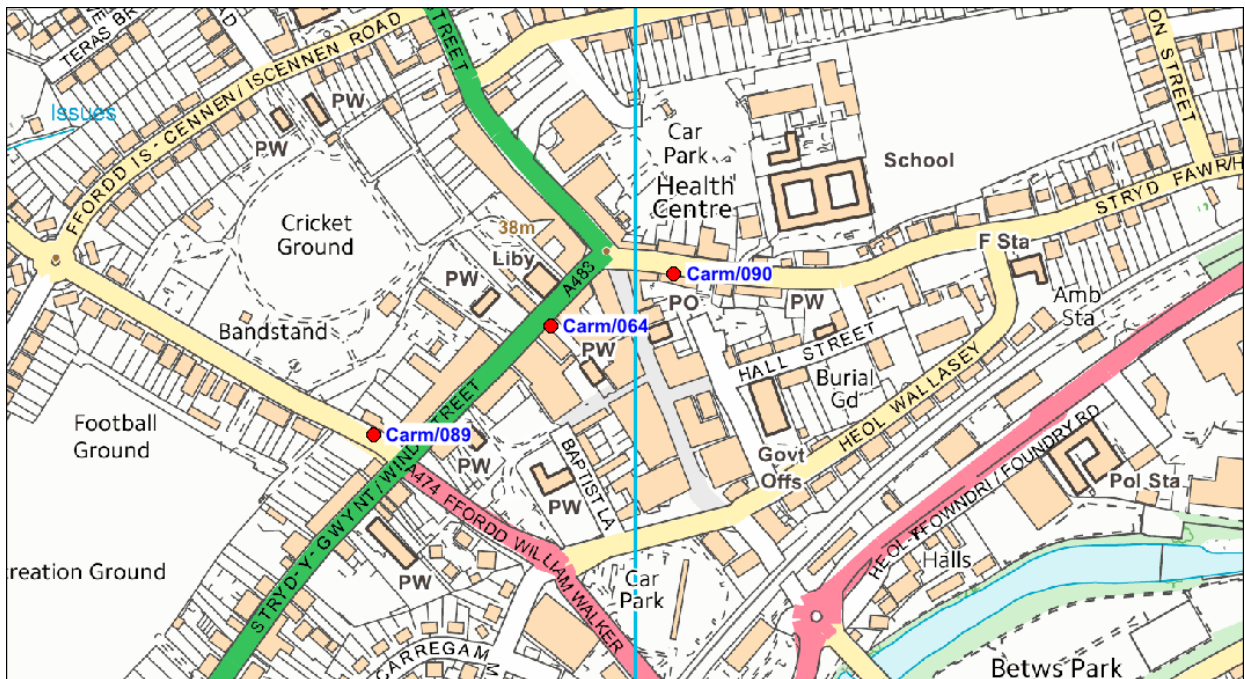 TERAS BR
ROAD
FFORDD IS-CENNEN / ISCENNEN ROAD
STREET
ON STREET
Issues
PW
PW
Car
Park
School
Health
Centre
Cricket
Ground
38m
Liby
A483
STRYD FAWR/H
F Sta
Carm/090
PW
PO
PW
Amb
Sta
Bandstand
Carm/064
PW
HALL STREET
Burial
Gd
HEOL WALLASEY
Football
Ground
Carm/089
PW
STRYD Y-GWYNT / WIND STREET
A474 FFORDD WILLIAM WALKER
BAPTIST LA
Govt
Offs
HEOL FFOWNDRI / FOUNDRY RD
Pol Sta
PW
creation Ground
PW
Halls
Car
Park
CARREGAM
Betws Park